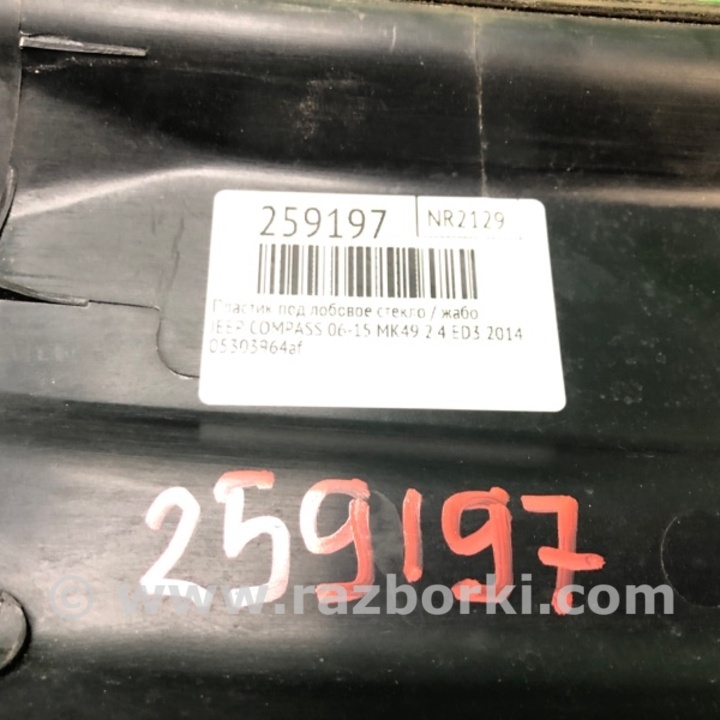 259197 NR2129
Пластик под лобовое стекло / жабо
JEEP COMPASS 06-15 MK49 2.4 ED3 2014
05303964af
259197
© www.razborki.com